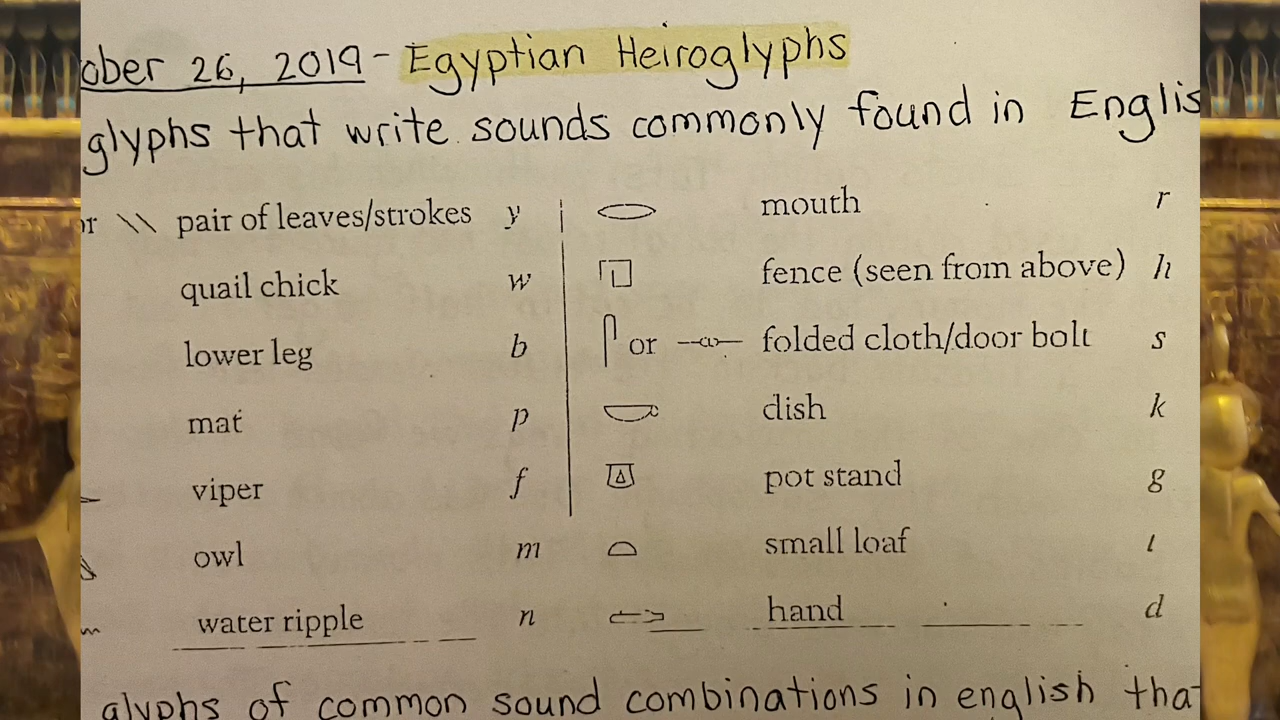 ober 26, 2019 - Egyptian Heiroglyphs
glyphs that write sounds commonly found in Englis
or \\ pair of leaves/strokes y mouth r
quail chick w fence (seen from above) h
lower leg b or folded cloth/door bolt s
mat p dish k
viper f pot stand g
owl m small loaf t
water ripple n hand d
glyphs of common sound combinations in english tha